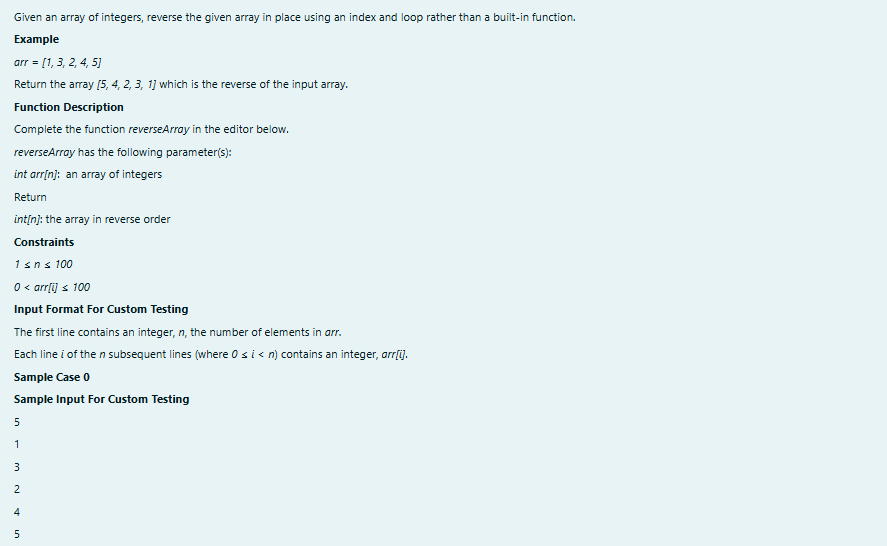 Given an array of integers, reverse the given array in place using an index and loop rather than a built-in function.
Example
arr = [1, 3, 2, 4, 5]
Return the array [5, 4, 2, 3, 1] which is the reverse of the input array.
Function Description
Complete the function reverseArray in the editor below.
reverseArray has the following parameter(s):
int arr[n]: an array of integers
Return
int[n]: the array in reverse order
Constraints
1 ≤ n ≤ 100
0 < arr[i] ≤ 100
Input Format For Custom Testing
The first line contains an integer, n, the number of elements in arr.
Each line i of the n subsequent lines (where 0 ≤ i < n) contains an integer, arr[i].
Sample Case 0
Sample Input For Custom Testing
5
1
3
2
4
5